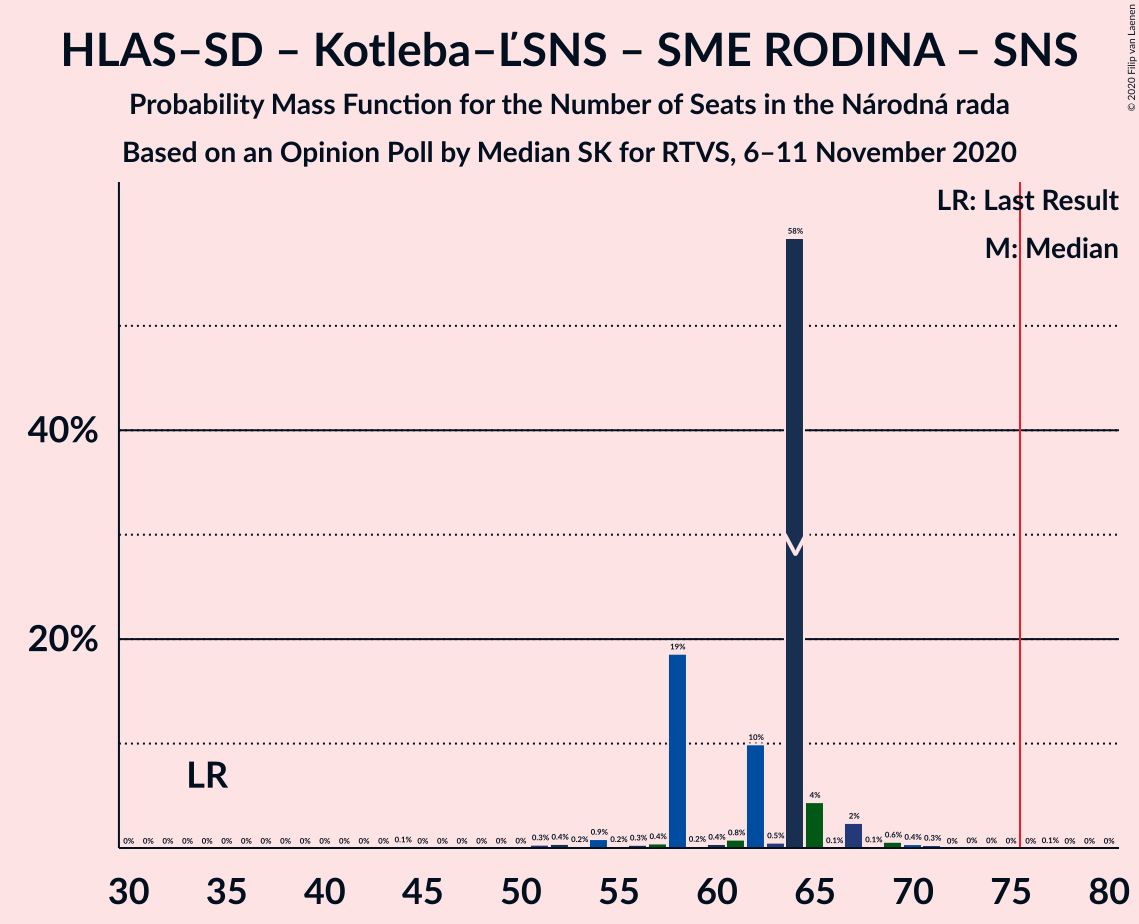 HLAS–SD – Kotleba–ĽSNS – SME RODINA – SNS
Probability Mass Function for the Number of Seats in the Národná rada
Based on an Opinion Poll by Median SK for RTVS, 6–11 November 2020
© 2020 Filip van Laenen
LR: Last Result
M: Median
58%
40%
20%
19%
10%
LR
4%
2%
0% 0% 0% 0% 0% 0% 0% 0% 0% 0% 0% 0% 0% 0% 0.1% 0% 0% 0% 0% 0% 0% 0.3% 0.4% 0.2% 0.9% 0.2% 0.3% 0.4% 0.2% 0.4% 0.8% 0.5% 0.1% 0.1% 0.6% 0.4% 0.3% 0% 0% 0% 0% 0% 0.1% 0% 0% 0%
30 35 40 45 50 55 60 65 70 75 80